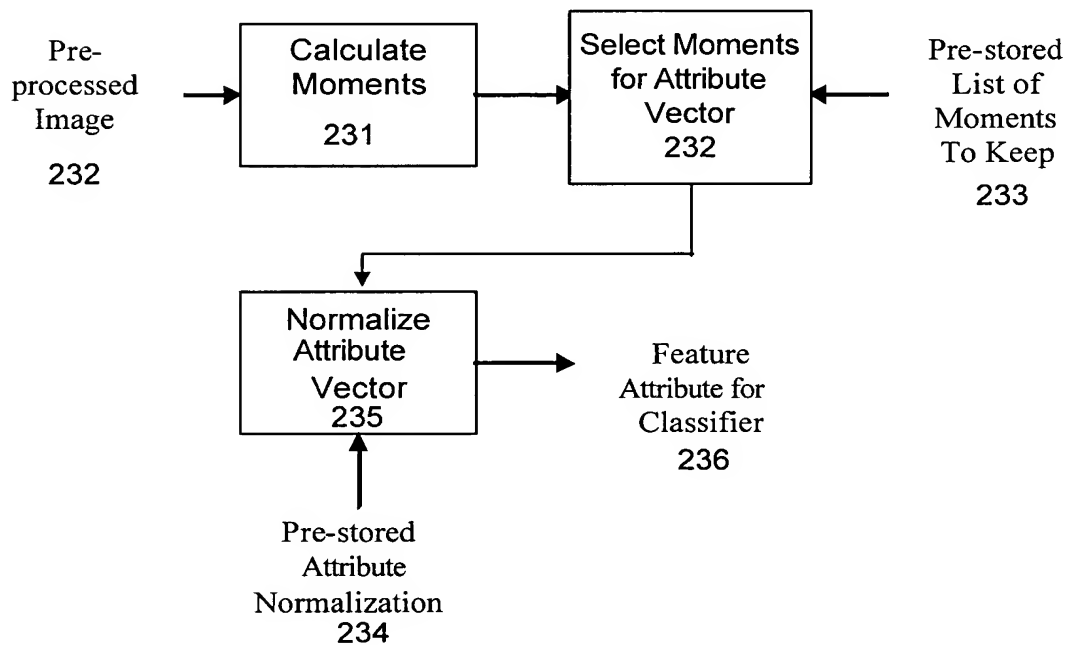 Pre-
processed
Image
232
Calculate
Moments
231
Select Moments
for Attribute
Vector
232
Pre-stored
List of
Moments
To Keep
233
Normalize
Attribute
Vector
235
Feature
Attribute for
Classifier
236
Pre-stored
Attribute
Normalization
234